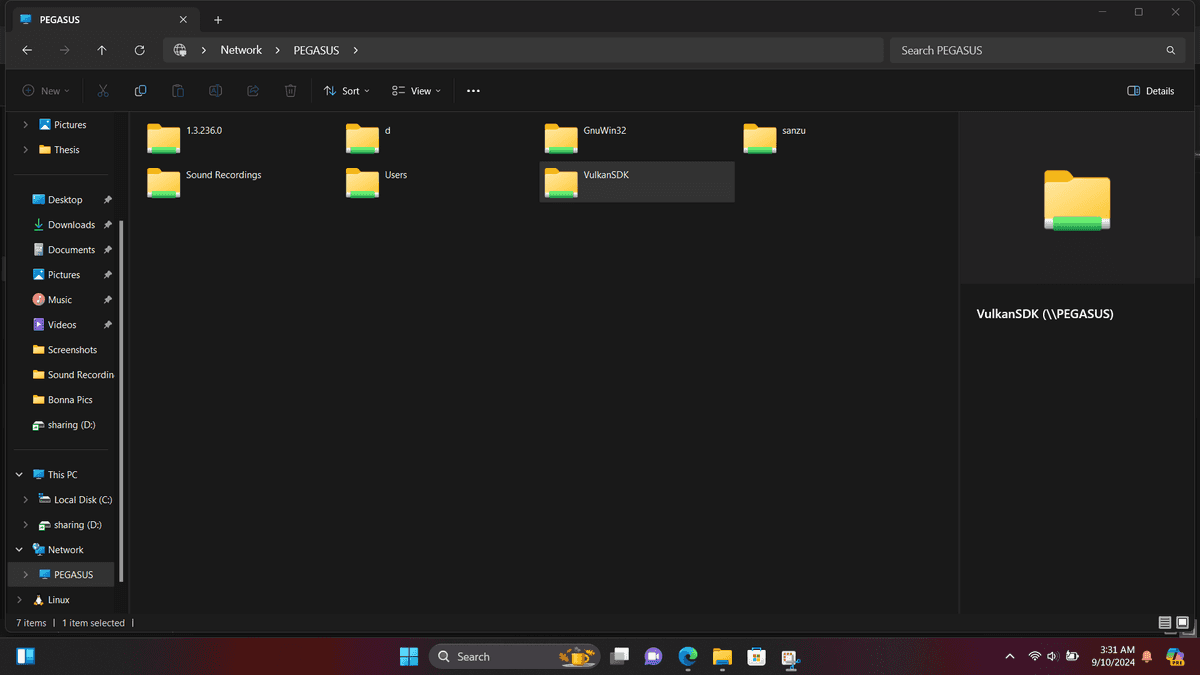 PEGASUS
Network PEGASUS
Search PEGASUS
New
Sort
View
Details
Pictures
Thesis
Desktop
Downloads
Documents
Pictures
Music
Videos
Screenshots
Sound Recordin
Bonna Pics
sharing (D:)
This PC
Local Disk (C:)
sharing (D:)
Network
PEGASUS
Linux
1.3.236.0
d
GnuWin32
sanzu
Sound Recordings
Users
VulkanSDK
VulkanSDK (\\PEGASUS)
7 items
1 item selected
Search
3:31 AM
9/10/2024